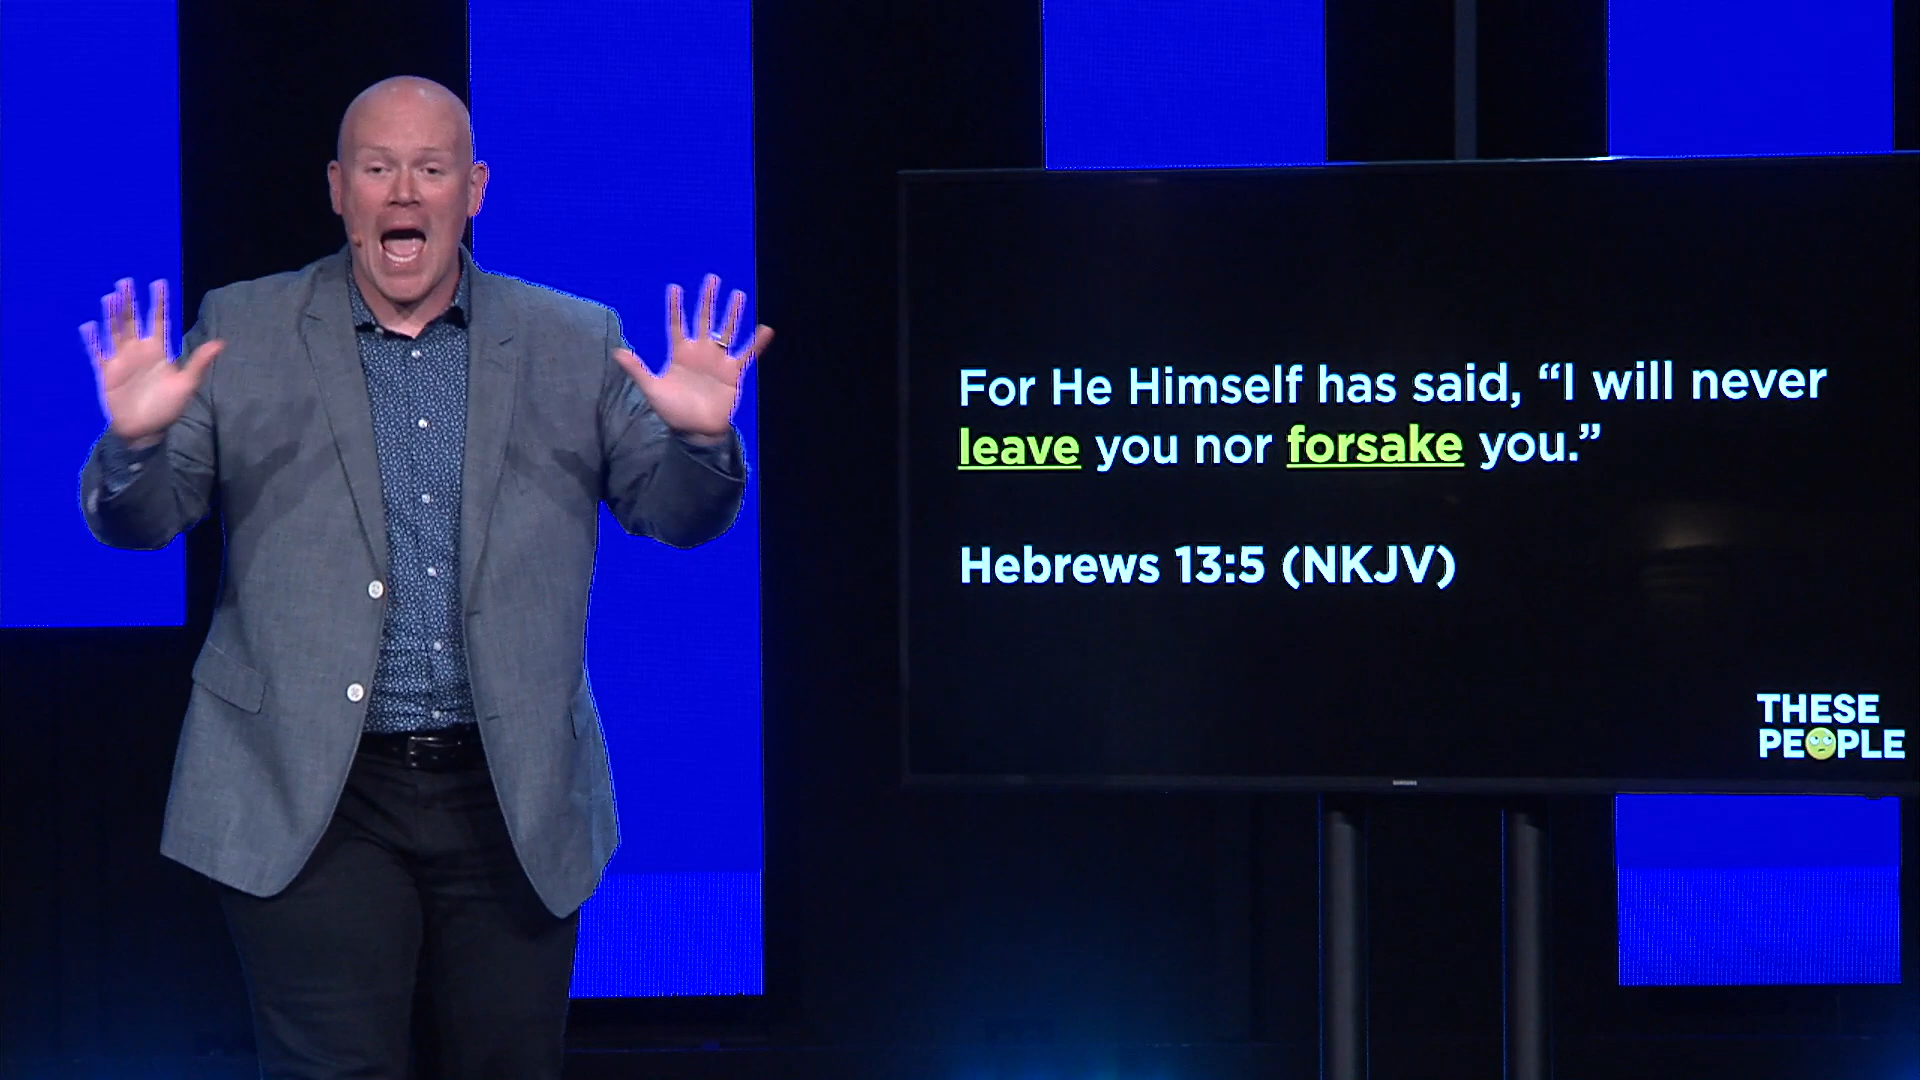 For He Himself has said, “I will never
leave you nor forsake you.”
Hebrews 13:5 (NKJV)
THESE
PEOPLE